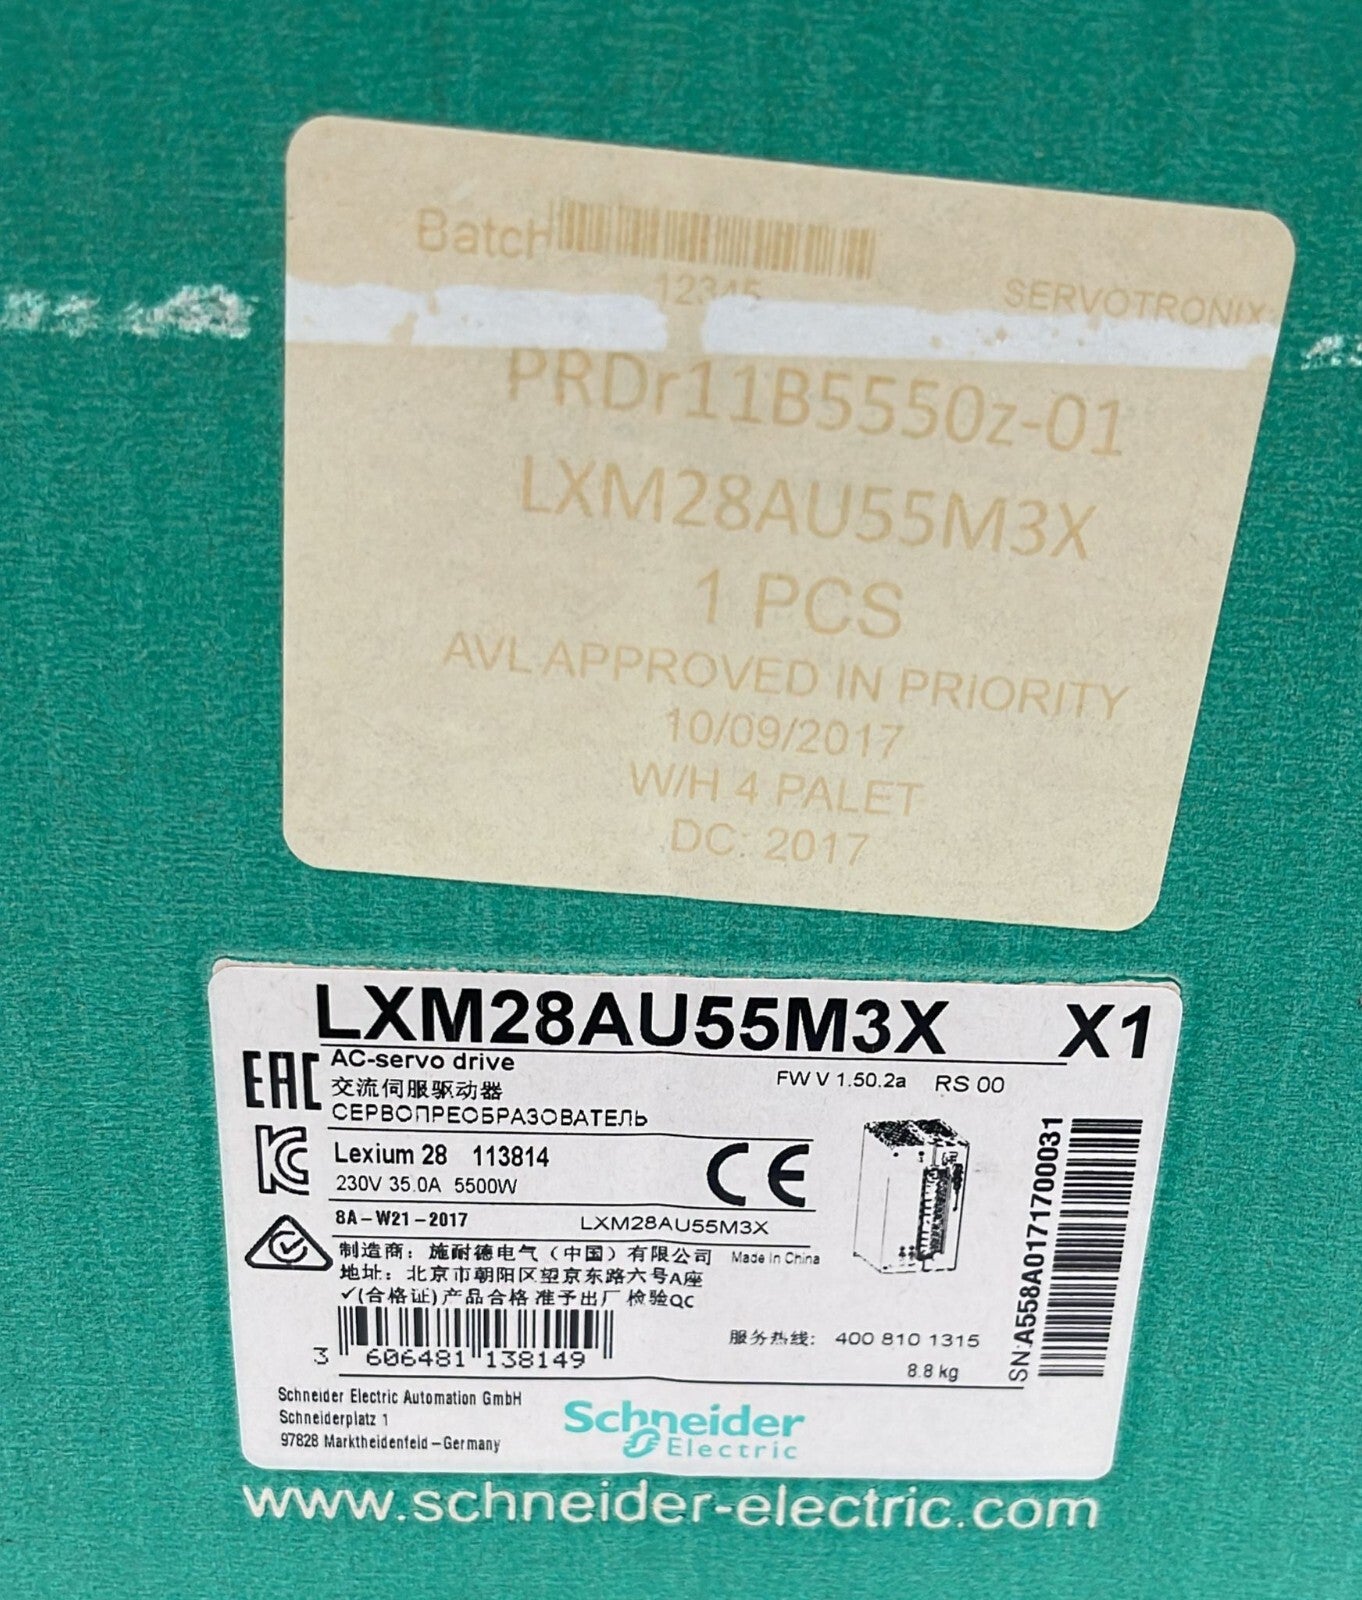 Batch
12345
SERVOTRONIX
PRDr11B5550z-01
LXM28AU55M3X
1 PCS
AVL APPROVED IN PRIORITY
10/09/2017
W/H 4 PALET
DC: 2017
LXM28AU55M3X X1
EAC
AC-servo drive
FW V 1.50.2a RS 00
交流伺服驱动器
СЕРВОПРЕОБРАЗОВАТЕЛЬ
Lexium 28 113814
230V 35.0A 5500W
CE
8A-W21-2017 LXM28AU55M3X
制造商：施耐德电气（中国）有限公司 Made in China
地址：北京市朝阳区望京东路六号A座
✓(合格证)产品合格 准予出厂 检验QC
服务热线: 400 810 1315
3 606481 138149
8.8 kg
SN:A558A01717700031
Schneider Electric Automation GmbH
Schneiderplatz 1
97828 Marktheidenfeld-Germany
Schneider
Electric
www.schneider-electric.com